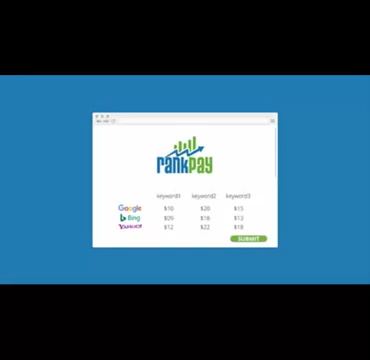 rankpay
keyword1 keyword2 keyword3
Google $10 $20 $15
Bing $09 $18 $13
YAHOO! $12 $22 $18
SUBMIT